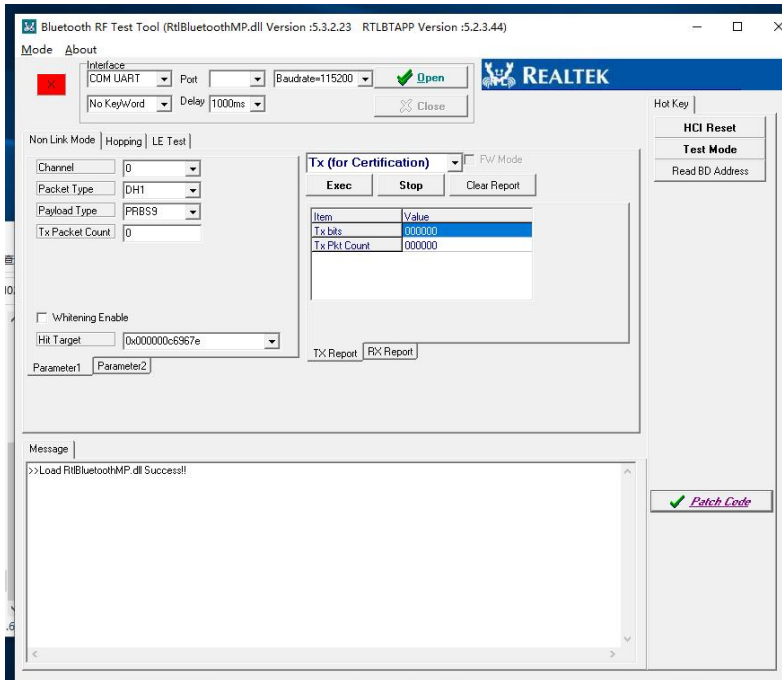 Bluetooth RF Test Tool (RtlBluetoothMP.dll Version :5.3.2.23 RTLBTAPP Version :5.2.3.44)
Mode About
Interface
COM UART Port Baudrate=115200 Open
No KeyWord Delay 1000ms Close
REALTEK
Hot Key
HCI Reset
Test Mode
Read BD Address
Non Link Mode Hopping LE Test
Channel 0
Packet Type DH1
Payload Type PRBS9
Tx Packet Count 0
Whitening Enable
Hit Target 0x000000c6967e
Parameter1 Parameter2
Tx (for Certification) FW Mode
Exec Stop Clear Report
Item Value
Tx bits 000000
Tx Pkt Count 000000
TX Report RX Report
Message
>>Load RtlBluetoothMP.dll Success!!
Patch Code